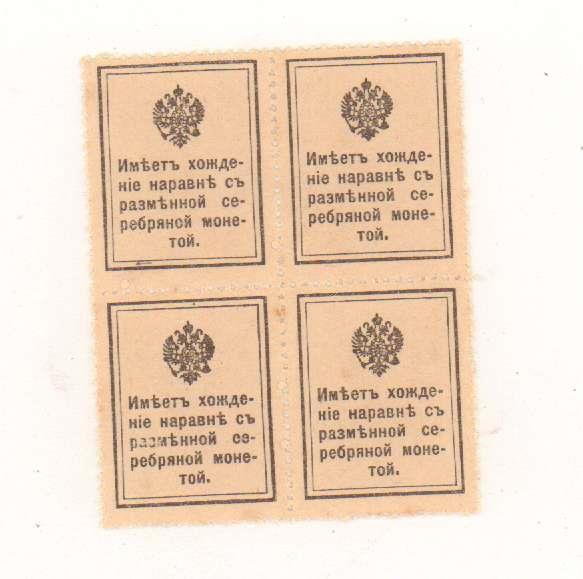 Имѣетъ хожде-
ніе наравнѣ съ
размѣнной се-
ребряной моне-
той.
Имѣетъ хожде-
ніе наравнѣ съ
размѣнной се-
ребряной моне-
той.
Имѣетъ хожде-
ніе наравнѣ съ
размѣнной се-
ребряной моне-
той.
Имѣетъ хожде-
ніе наравнѣ съ
размѣнной се-
ребряной моне-
той.